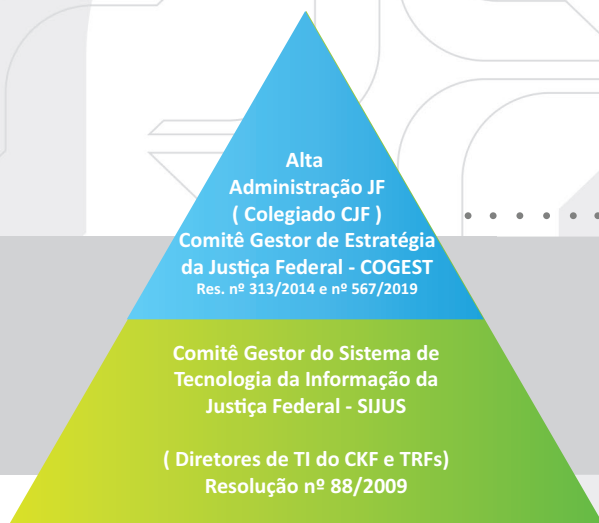 Alta
Administração JF
( Colegiado CJF )
Comitê Gestor de Estratégia
da Justiça Federal - COGEST
Res. nº 313/2014 e nº 567/2019
Comitê Gestor do Sistema de
Tecnologia da Informação da
Justiça Federal - SIJUS
( Diretores de TI do CKF e TRFs)
Resolução nº 88/2009